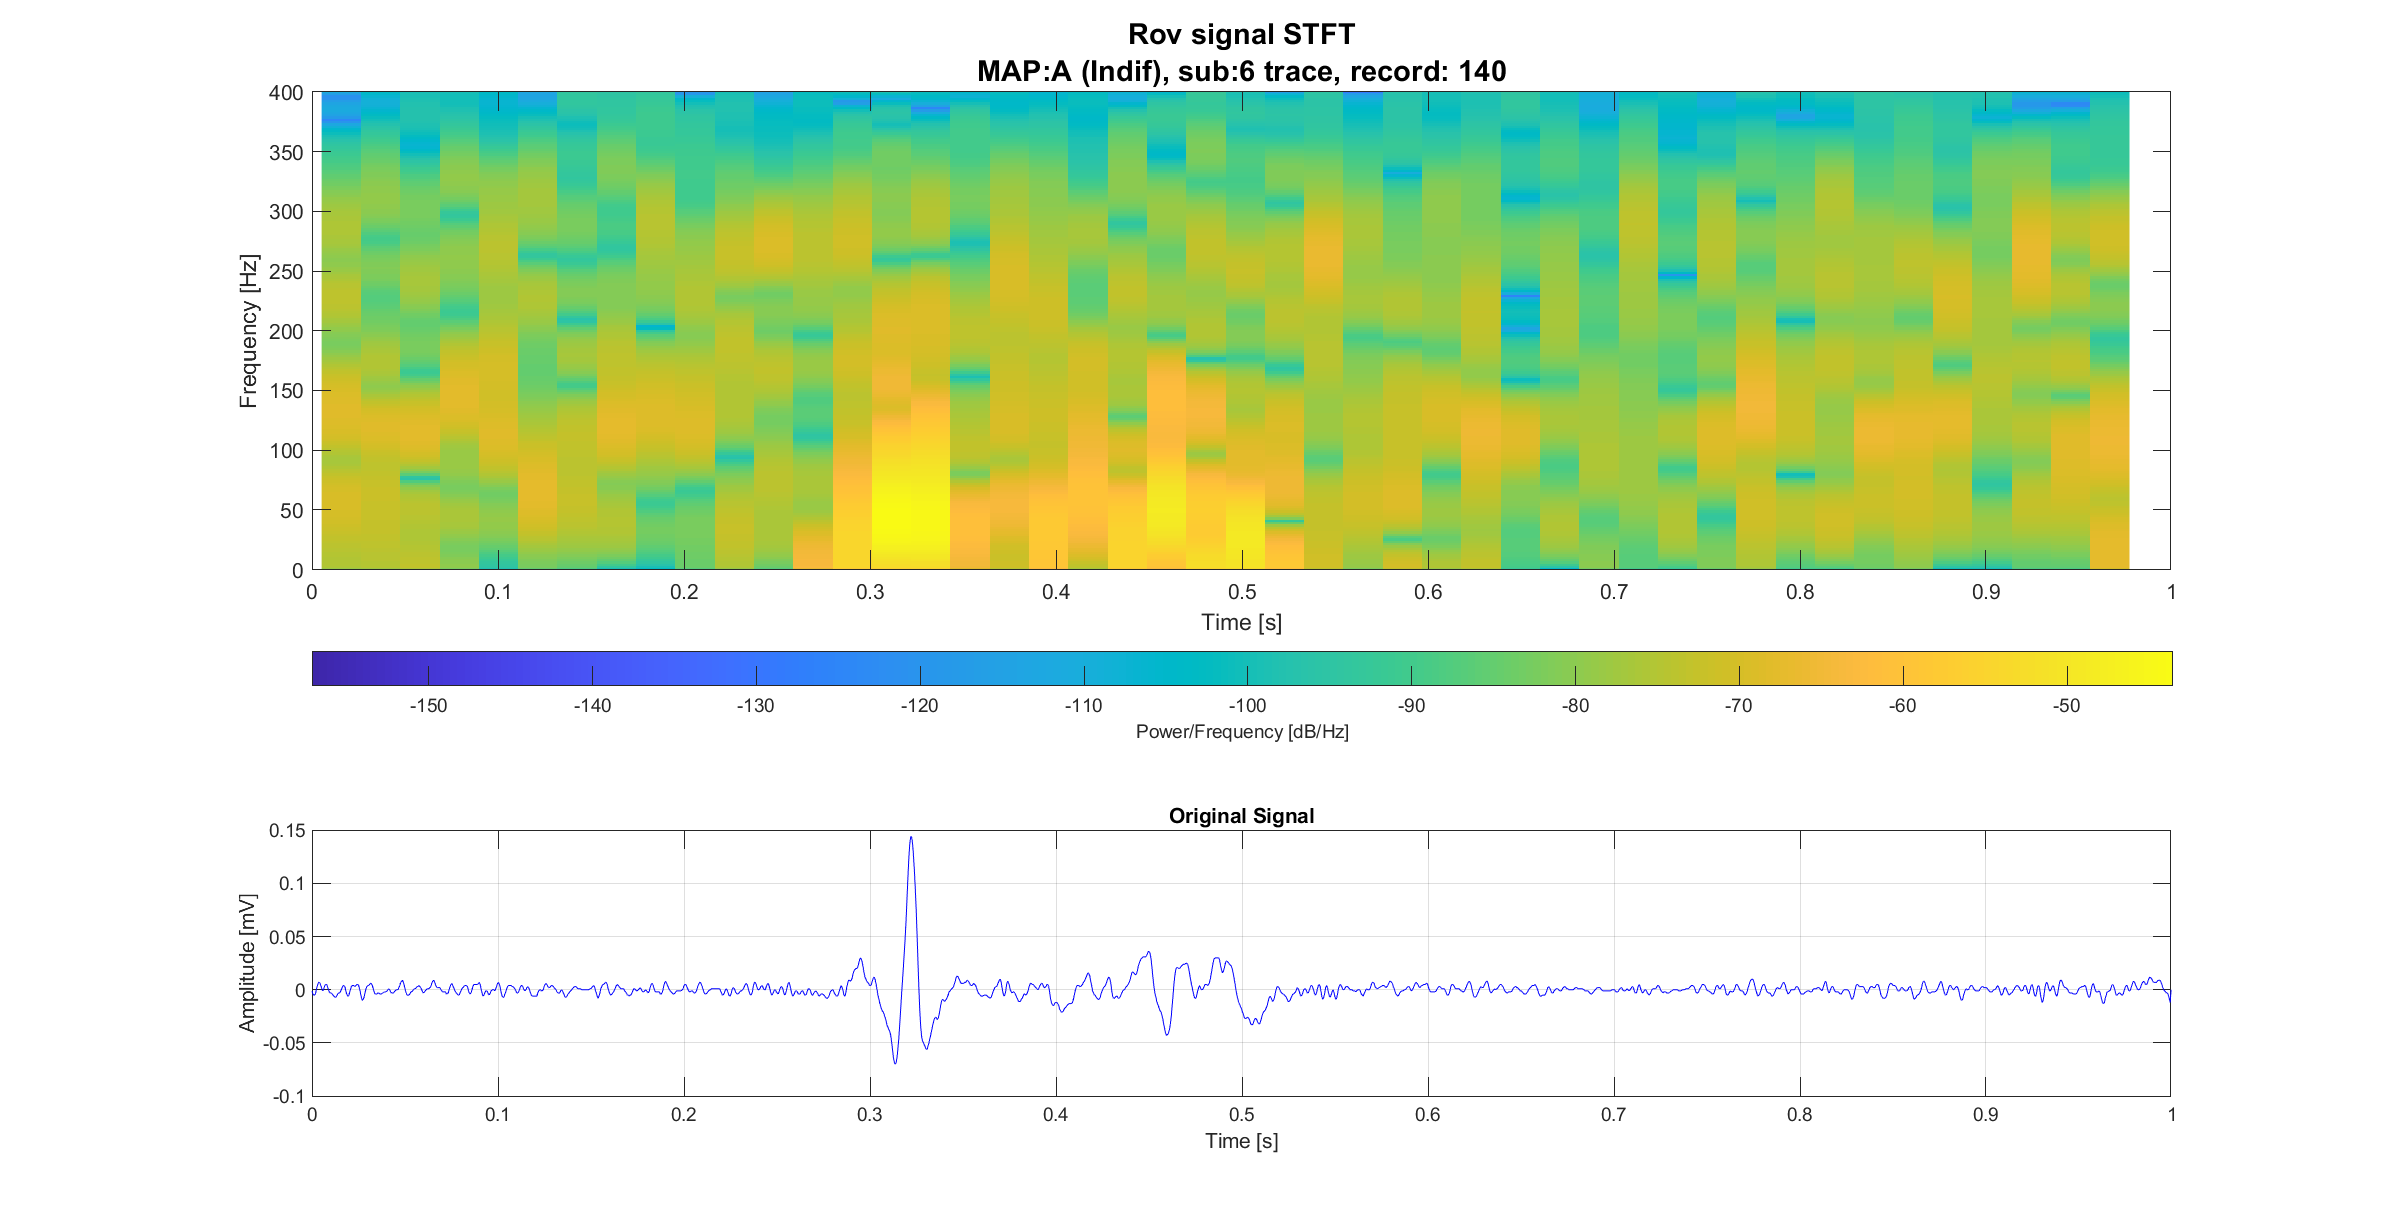 Rov signal STFT
MAP:A (Indif), sub:6 trace, record: 140
400
350
300
250
200
150
100
50
0
Frequency [Hz]
0 0.1 0.2 0.3 0.4 0.5 0.6 0.7 0.8 0.9 1
Time [s]
-150 -140 -130 -120 -110 -100 -90 -80 -70 -60 -50
Power/Frequency [dB/Hz]
Original Signal
0.15
0.1
0.05
0
-0.05
-0.1
Amplitude [mV]
0 0.1 0.2 0.3 0.4 0.5 0.6 0.7 0.8 0.9 1
Time [s]